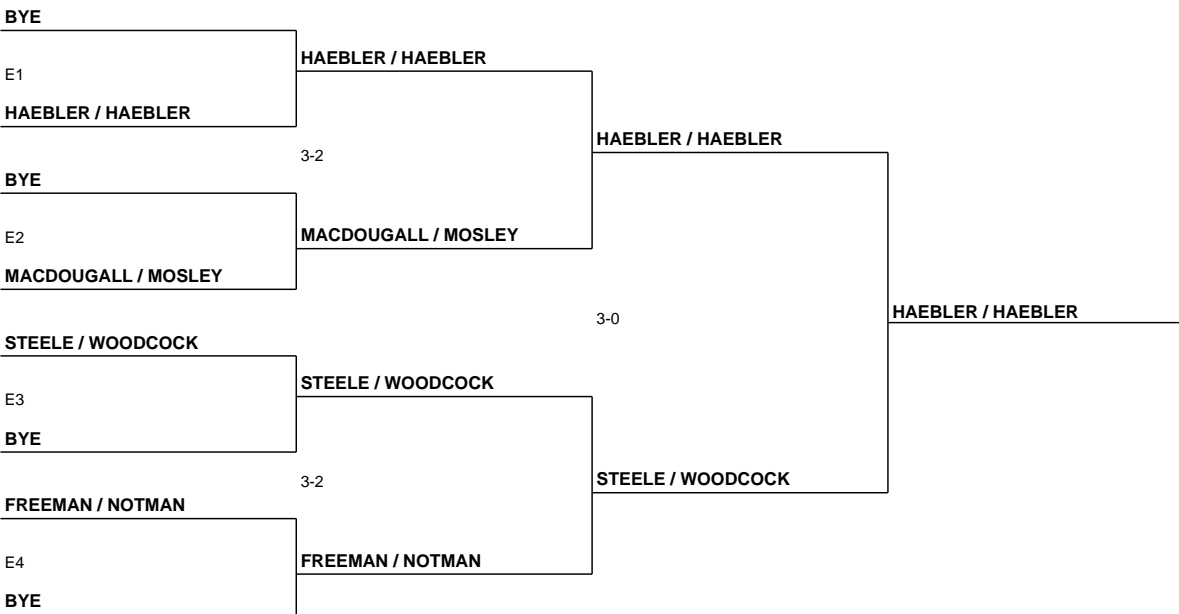 BYE
E1
HAEBLER / HAEBLER
HAEBLER / HAEBLER
3-2
BYE
E2
MACDOUGALL / MOSLEY
MACDOUGALL / MOSLEY
HAEBLER / HAEBLER
3-0
HAEBLER / HAEBLER
STEELE / WOODCOCK
E3
BYE
STEELE / WOODCOCK
3-2
FREEMAN / NOTMAN
E4
BYE
FREEMAN / NOTMAN
STEELE / WOODCOCK